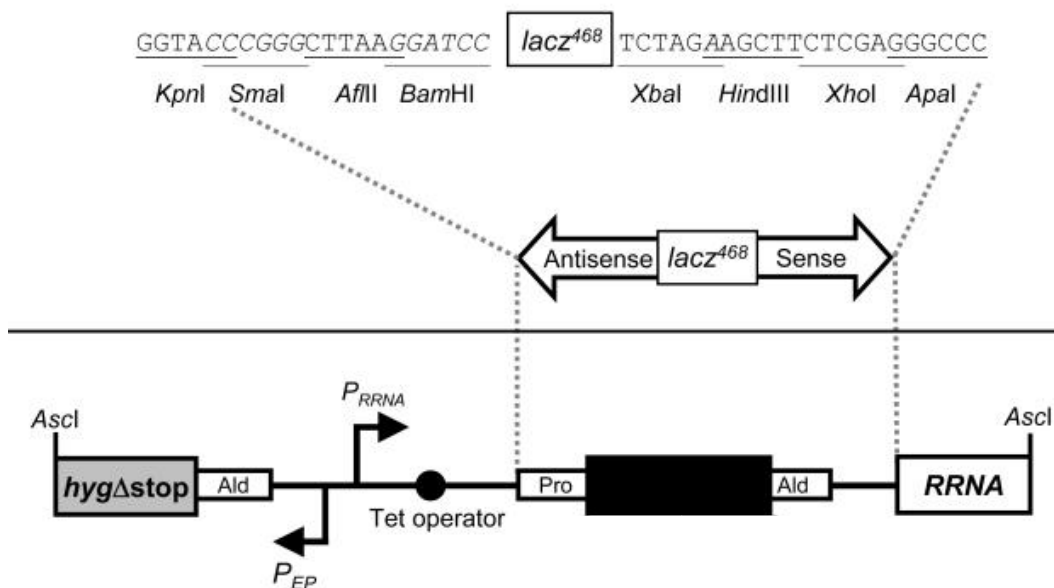 GGTACCCGGGCTTAAGGATCC lacz468 TCTAGAAGCTTCTCGAGGGCCC
KpnI SmaI AflII BamHI XbaI HindIII XhoI ApaI
Antisense lacz468 Sense
PRRNA
AscI AscI
hygΔstop Ald Pro Ald RRNA
Tet operator
PEP